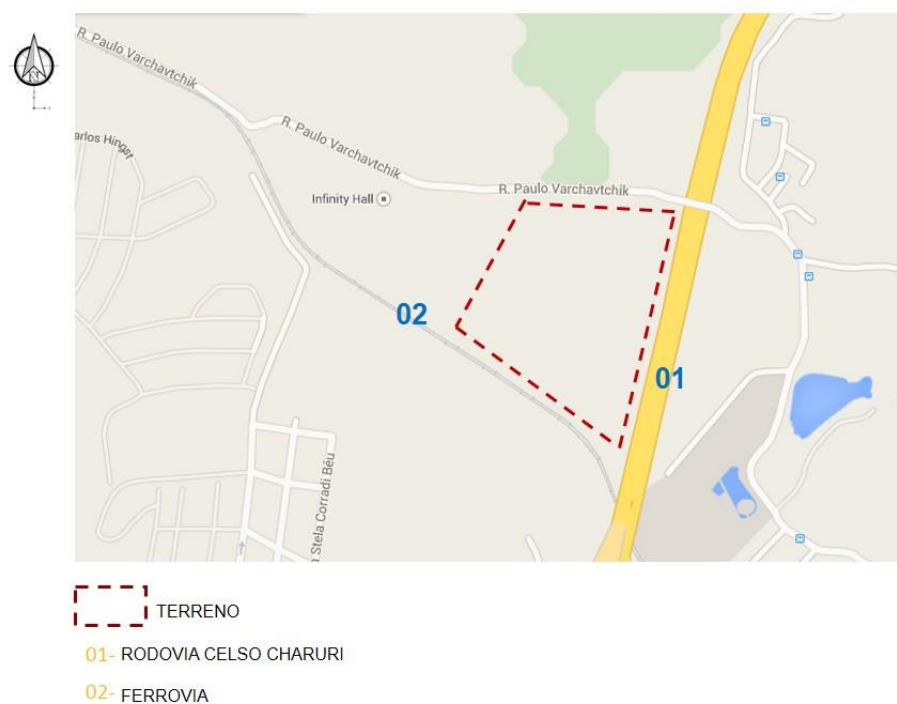 N
R. Paulo Varchavtchik
R. Paulo Varchavtchik
arlos Hingst
R. Paulo Varchavtchik
Infinity Hall
02
01
a Stela Corradi Béu
TERRENO
01- RODOVIA CELSO CHARURI
02- FERROVIA